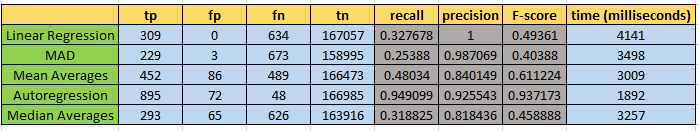 tp fp fn tn recall precision F-score time (milliseconds)
Linear Regression 309 0 634 167057 0.327678 1 0.49361 4141
MAD 229 3 673 158995 0.25388 0.987069 0.40388 3498
Mean Averages 452 86 489 166473 0.48034 0.840149 0.611224 3009
Autoregression 895 72 48 166985 0.949099 0.925543 0.937173 1892
Median Averages 293 65 626 163916 0.318825 0.818436 0.458888 3257